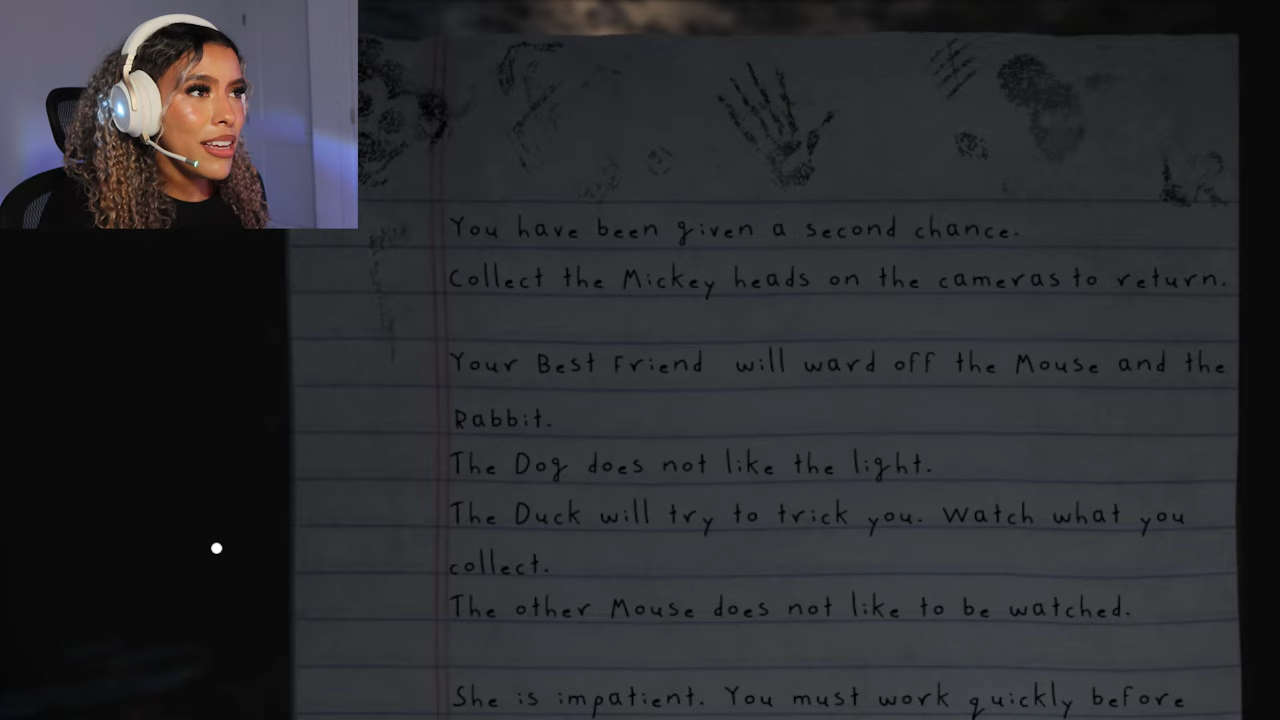 You have been given a second chance.
Collect the Mickey heads on the cameras to return.
Your Best Friend will ward off the Mouse and the
Rabbit.
The Dog does not like the light.
The Duck will try to trick you. Watch what you
collect.
The other Mouse does not like to be watched.
She is impatient. You must work quickly before